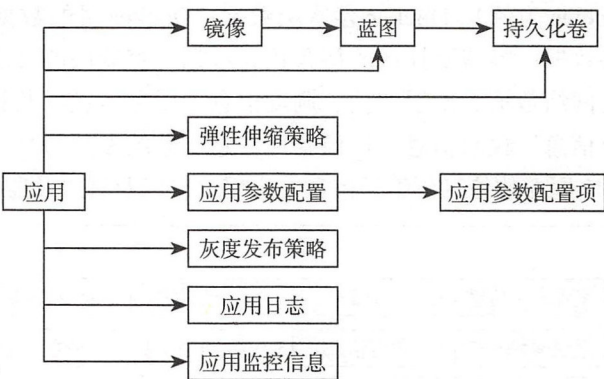 镜像
蓝图
持久化卷
弹性伸缩策略
应用
应用参数配置
应用参数配置项
灰度发布策略
应用日志
应用监控信息